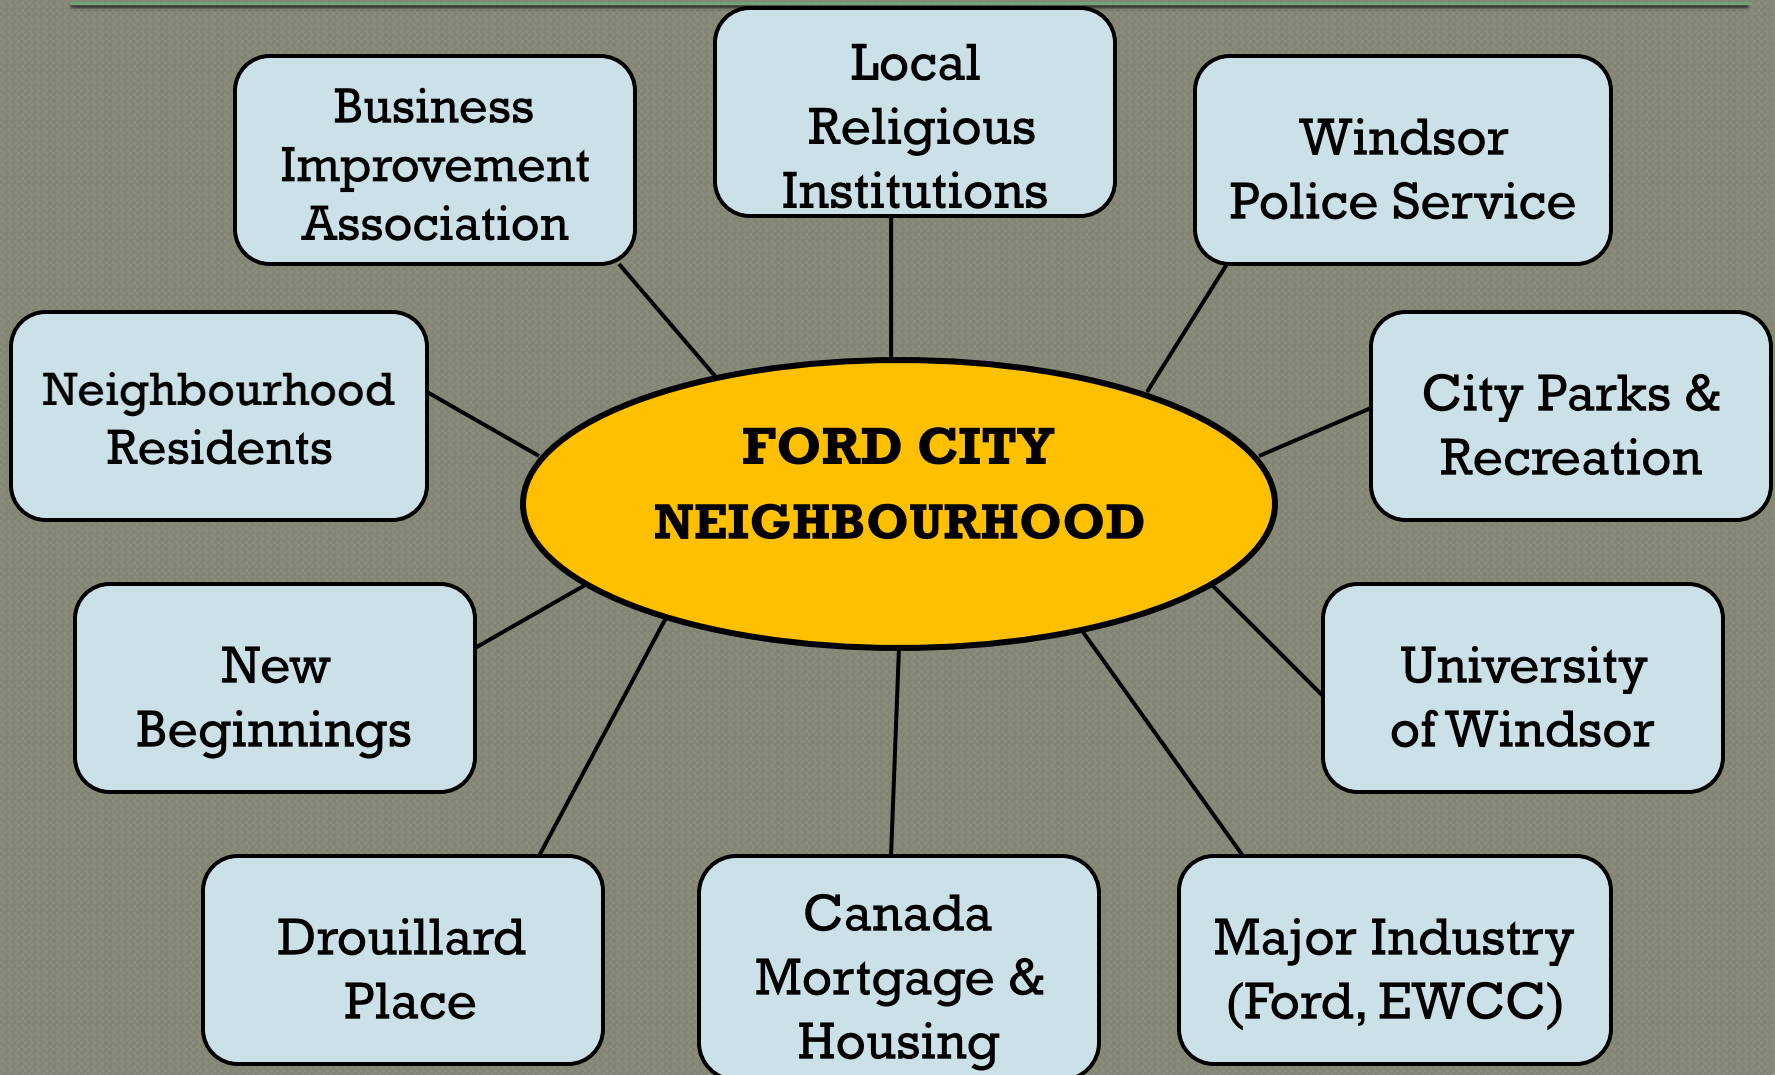 Local
Religious
Institutions
Business
Improvement
Association
Windsor
Police Service
Neighbourhood
Residents
City Parks &
Recreation
FORD CITY
NEIGHBOURHOOD
New
Beginnings
University
of Windsor
Drouillard
Place
Canada
Mortgage &
Housing
Major Industry
(Ford, EWCC)